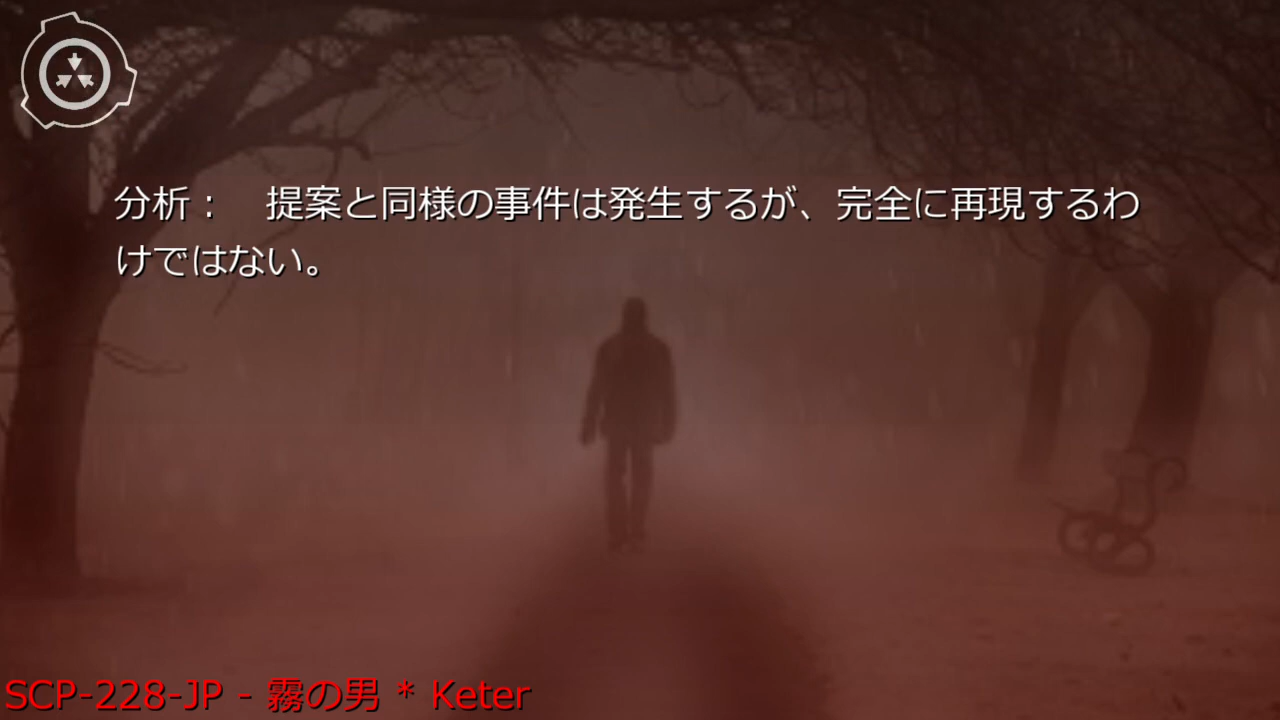 分析：　提案と同様の事件は発生するが、完全に再現するわ
けではない。
SCP-228-JP - 霧の男 * Keter